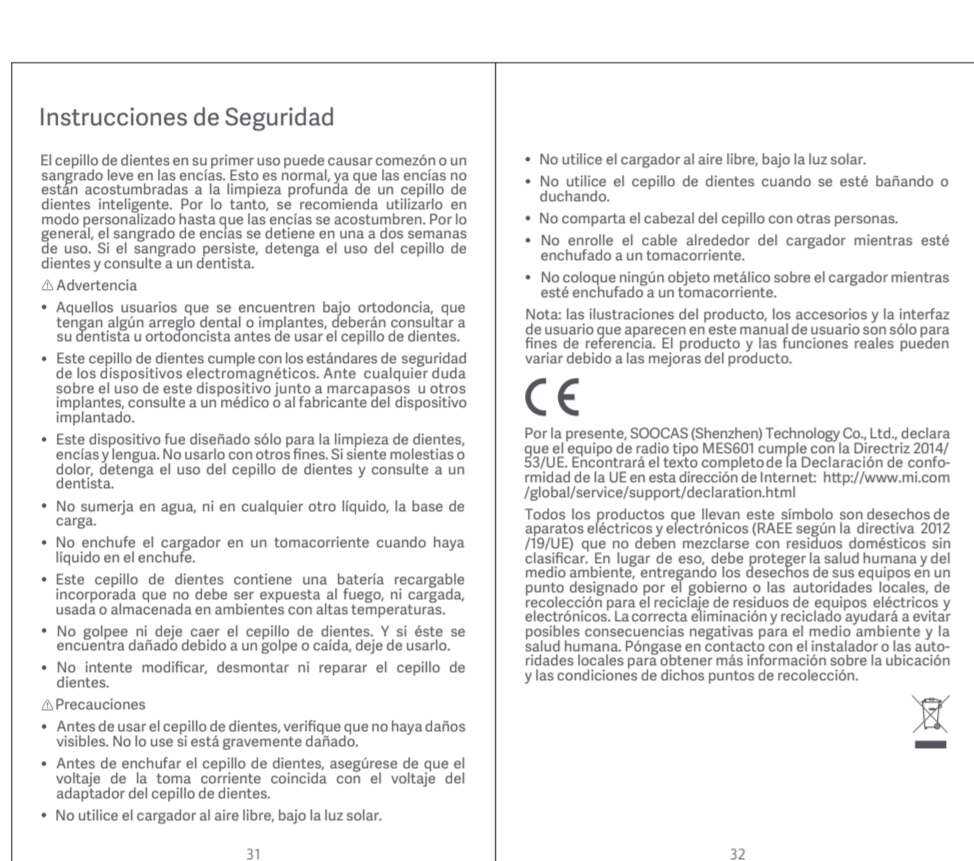 Instrucciones de Seguridad
El cepillo de dientes en su primer uso puede causar comezón o un
sangrado leve en las encías. Esto es normal, ya que las encías no
están acostumbradas a la limpieza profunda de un cepillo de
dientes inteligente. Por lo tanto, se recomienda utilizarlo en
modo personalizado hasta que las encías se acostumbren. Por lo
general, el sangrado de encías se detiene en una a dos semanas
de uso. Si el sangrado persiste, detenga el uso del cepillo de
dientes y consulte a un dentista.
⚠ Advertencia
• Aquellos usuarios que se encuentren bajo ortodoncia, que
tengan algún arreglo dental o implantes, deberán consultar a
su dentista u ortodoncista antes de usar el cepillo de dientes.
• Este cepillo de dientes cumple con los estándares de seguridad
de los dispositivos electromagnéticos. Ante cualquier duda
sobre el uso de este dispositivo junto a marcapasos u otros
implantes, consulte a un médico o al fabricante del dispositivo
implantado.
• Este dispositivo fue diseñado sólo para la limpieza de dientes,
encías y lengua. No usarlo con otros fines. Si siente molestias o
dolor, detenga el uso del cepillo de dientes y consulte a un
dentista.
• No sumerja en agua, ni en cualquier otro líquido, la base de
carga.
• No enchufe el cargador en un tomacorriente cuando haya
líquido en el enchufe.
• Este cepillo de dientes contiene una batería recargable
incorporada que no debe ser expuesta al fuego, ni cargada,
usada o almacenada en ambientes con altas temperaturas.
• No golpee ni deje caer el cepillo de dientes. Y si éste se
encuentra dañado debido a un golpe o caída, deje de usarlo.
• No intente modificar, desmontar ni reparar el cepillo de
dientes.
⚠ Precauciones
• Antes de usar el cepillo de dientes, verifique que no haya daños
visibles. No lo use si está gravemente dañado.
• Antes de enchufar el cepillo de dientes, asegúrese de que el
voltaje de la toma corriente coincida con el voltaje del
adaptador del cepillo de dientes.
• No utilice el cargador al aire libre, bajo la luz solar.
31
• No utilice el cargador al aire libre, bajo la luz solar.
• No utilice el cepillo de dientes cuando se esté bañando o
duchando.
• No comparta el cabezal del cepillo con otras personas.
• No enrolle el cable alrededor del cargador mientras esté
enchufado a un tomacorriente.
• No coloque ningún objeto metálico sobre el cargador mientras
esté enchufado a un tomacorriente.
Nota: las ilustraciones del producto, los accesorios y la interfaz
de usuario que aparecen en este manual de usuario son sólo para
fines de referencia. El producto y las funciones reales pueden
variar debido a las mejoras del producto.
CE
Por la presente, SOOCAS (Shenzhen) Technology Co., Ltd., declara
que el equipo de radio tipo MES601 cumple con la Directriz 2014/
53/UE. Encontrará el texto completo de la Declaración de confo-
rmidad de la UE en esta dirección de Internet: http://www.mi.com
/global/service/support/declaration.html
Todos los productos que llevan este símbolo son desechos de
aparatos eléctricos y electrónicos (RAEE según la directiva 2012
/19/UE) que no deben mezclarse con residuos domésticos sin
clasificar. En lugar de eso, debe proteger la salud humana y del
medio ambiente, entregando los desechos de sus equipos en un
punto designado por el gobierno o las autoridades locales, de
recolección para el reciclaje de residuos de equipos eléctricos y
electrónicos. La correcta eliminación y reciclado ayudará a evitar
posibles consecuencias negativas para el medio ambiente y la
salud humana. Póngase en contacto con el instalador o las auto-
ridades locales para obtener más información sobre la ubicación
y las condiciones de dichos puntos de recolección.
32